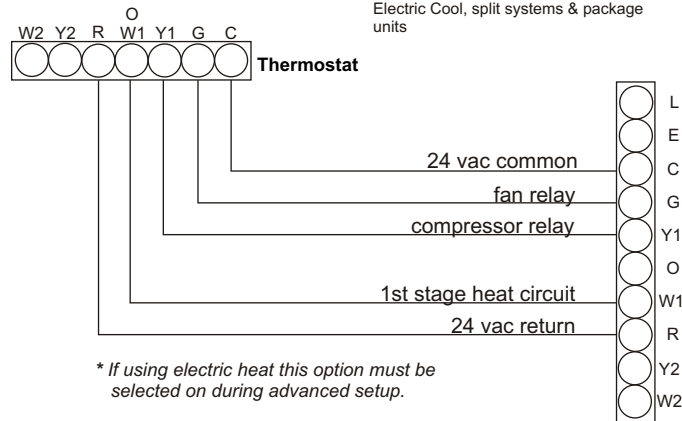 Electric Cool, split systems & package
units
O
W2 Y2 R W1 Y1 G C
Thermostat
L
E
24 vac common C
fan relay G
compressor relay Y1
O
1st stage heat circuit W1
24 vac return R
* If using electric heat this option must be
selected on during advanced setup.
Y2
W2